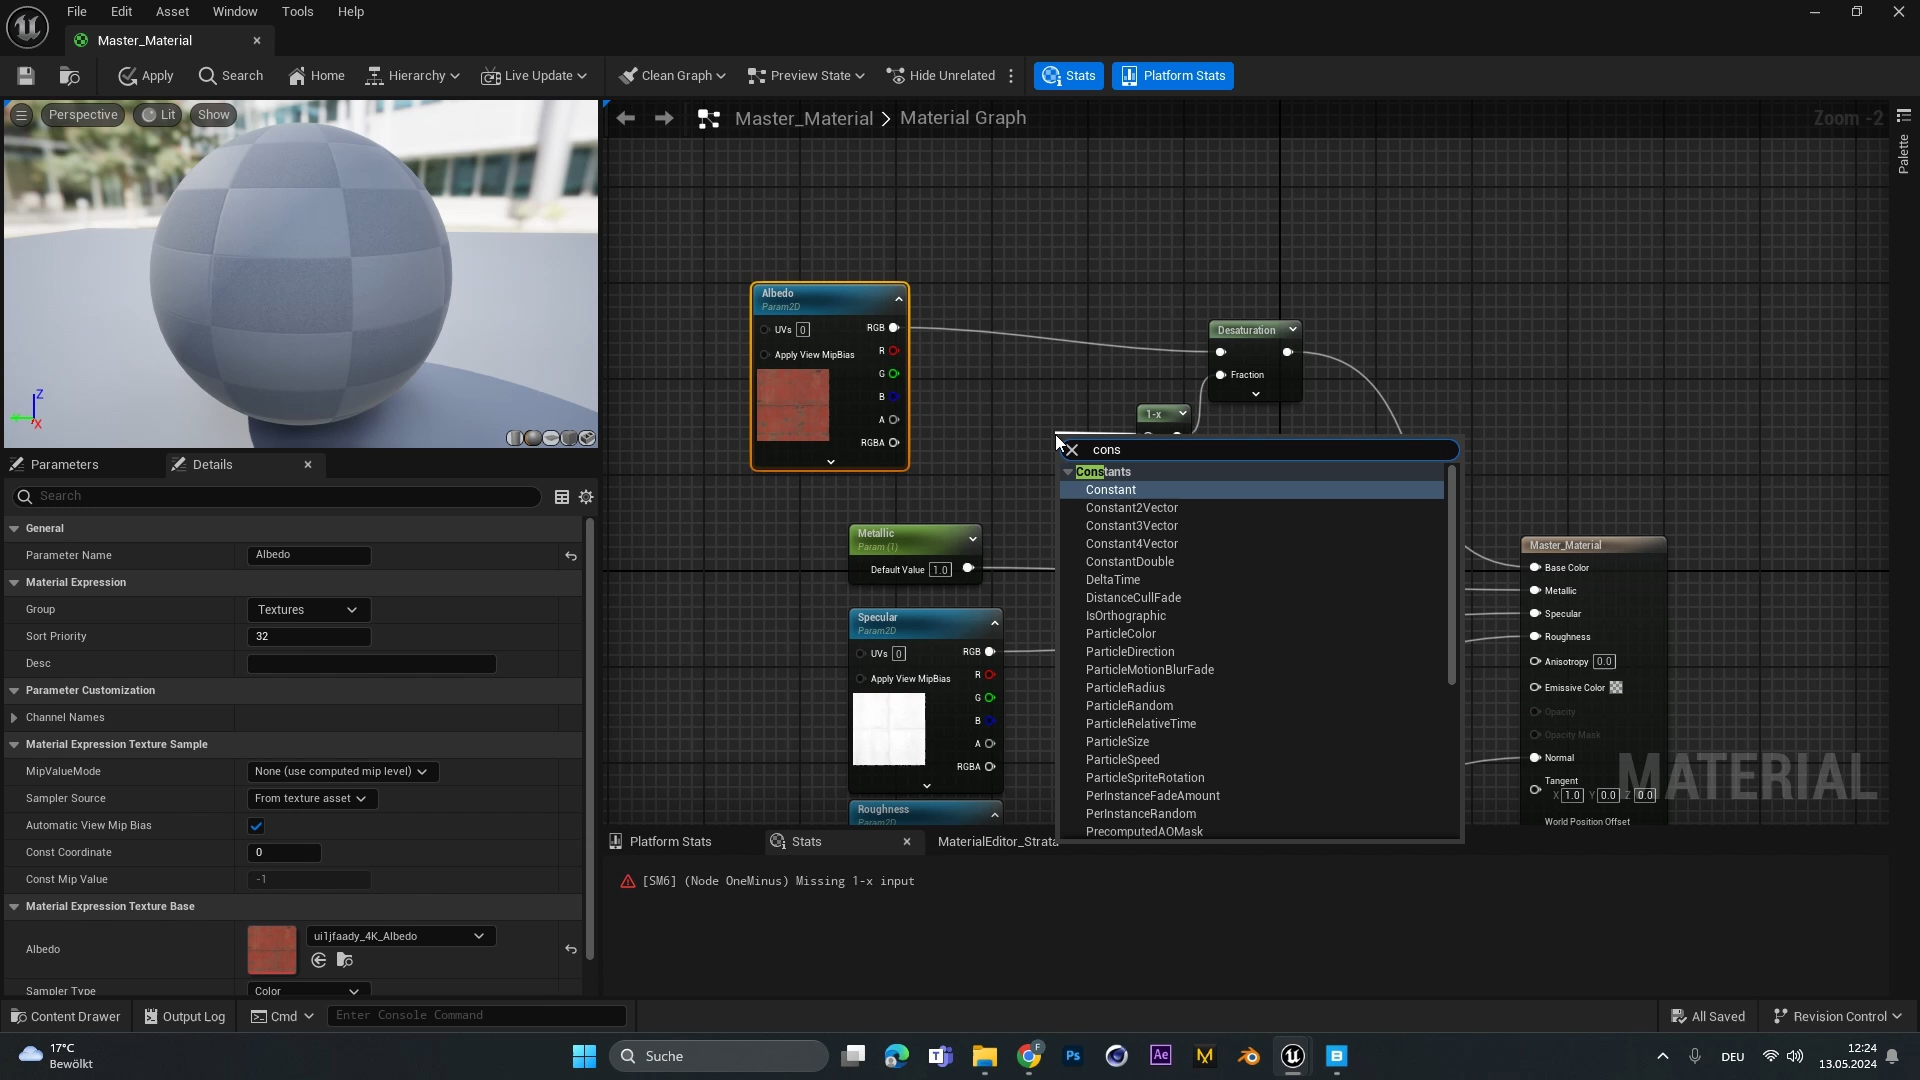 File Edit Asset Window Tools Help
Master_Material
Apply Search Home Hierarchy Live Update Clean Graph Preview State Hide Unrelated Stats Platform Stats
Perspective Lit Show
Master_Material > Material Graph
Zoom -2
Palette
Z
Y
X
Albedo
Param2D
UVs 0 RGB
R
Apply View MipBias
G
B
A
RGBA
Desaturation
Fraction
1-x
cons
Constants
Constant
Constant2Vector
Constant3Vector
Constant4Vector
ConstantDouble
DeltaTime
DistanceCullFade
IsOrthographic
ParticleColor
ParticleDirection
ParticleMotionBlurFade
ParticleRadius
ParticleRandom
ParticleRelativeTime
ParticleSize
ParticleSpeed
ParticleSpriteRotation
PerInstanceFadeAmount
PerInstanceRandom
PrecomputedAOMask
Metallic
Param (1)
Default Value 1.0
Specular
Param2D
UVs 0 RGB
R
Apply View MipBias
G
B
A
RGBA
Roughness
Param2D
Master_Material
Base Color
Metallic
Specular
Roughness
Anisotropy 0.0
Emissive Color
Opacity
Opacity Mask
Normal
Tangent
X 1.0 Y 0.0 Z 0.0
World Position Offset
MATERIAL
Parameters Details
Search
General
Parameter Name Albedo
Material Expression
Group Textures
Sort Priority 32
Desc
Parameter Customization
Channel Names
Material Expression Texture Sample
MipValueMode None (use computed mip level)
Sampler Source From texture asset
Automatic View Mip Bias
Const Coordinate 0
Const Mip Value -1
Material Expression Texture Base
Albedo ui1jfaady_4K_Albedo
Sampler Type Color
Platform Stats Stats MaterialEditor_Strata
[SM6] (Node OneMinus) Missing 1-x input
Content Drawer Output Log Cmd Enter Console Command All Saved Revision Control
17°C
Bewölkt
Suche
F
Ps
Ae
DEU
12:24
13.05.2024